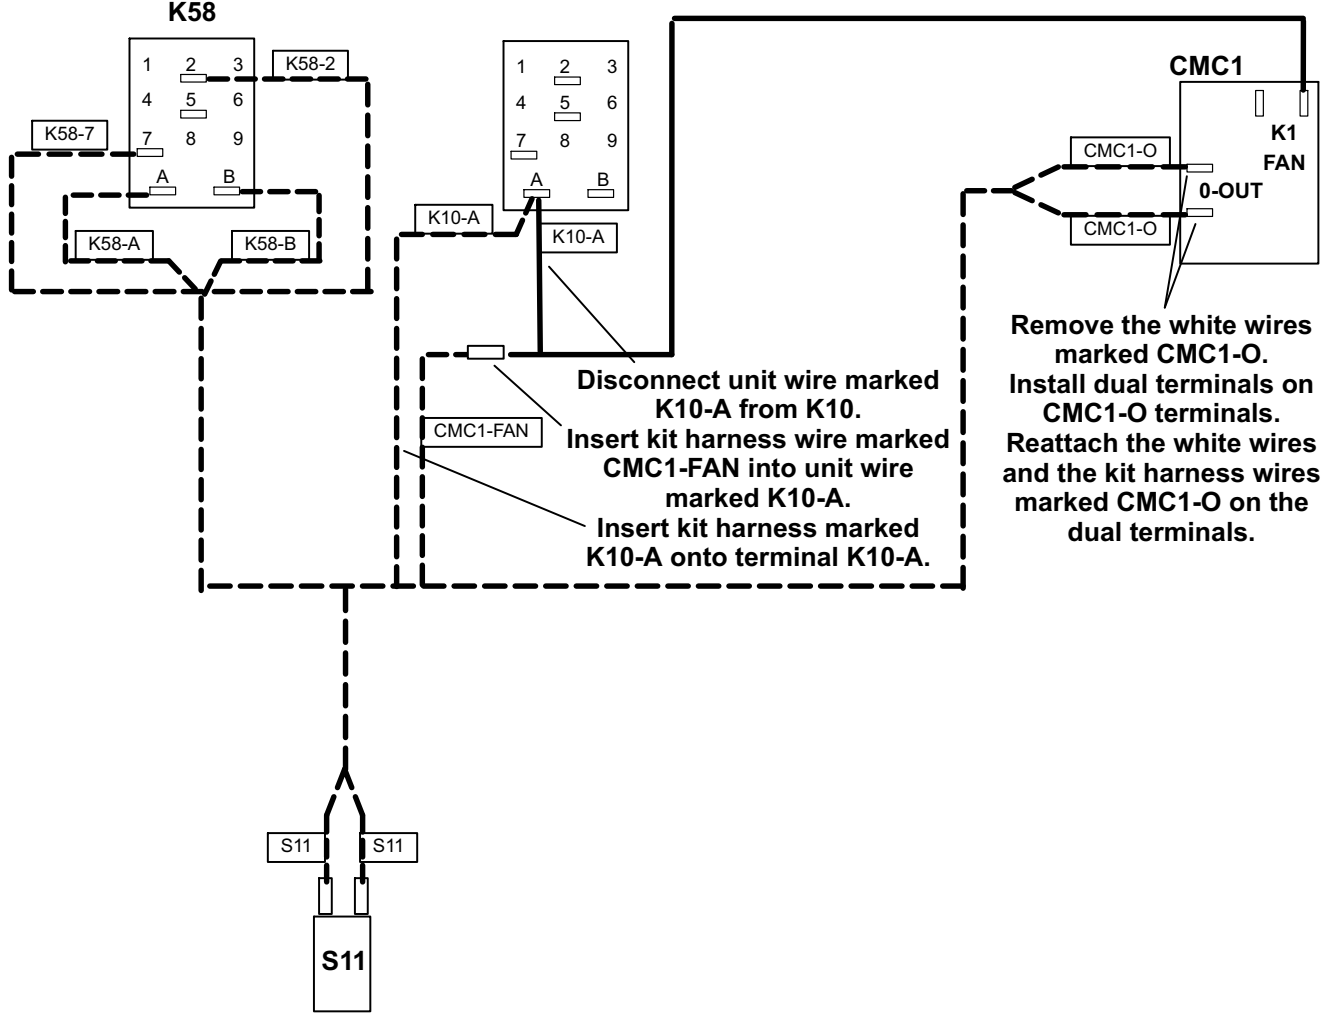 K58
1 2 3
4 5 6
7 8 9
A B
K58-2
K58-7
K58-A
K58-B
1 2 3
4 5 6
7 8 9
A B
K10-A
K10-A
CMC1
K1
FAN
0-OUT
CMC1-O
CMC1-O
Remove the white wires
marked CMC1-O.
Install dual terminals on
CMC1-O terminals.
Reattach the white wires
and the kit harness wires
marked CMC1-O on the
dual terminals.
Disconnect unit wire marked
K10-A from K10.
Insert kit harness wire marked
CMC1-FAN into unit wire
marked K10-A.
Insert kit harness marked
K10-A onto terminal K10-A.
CMC1-FAN
S11
S11
S11